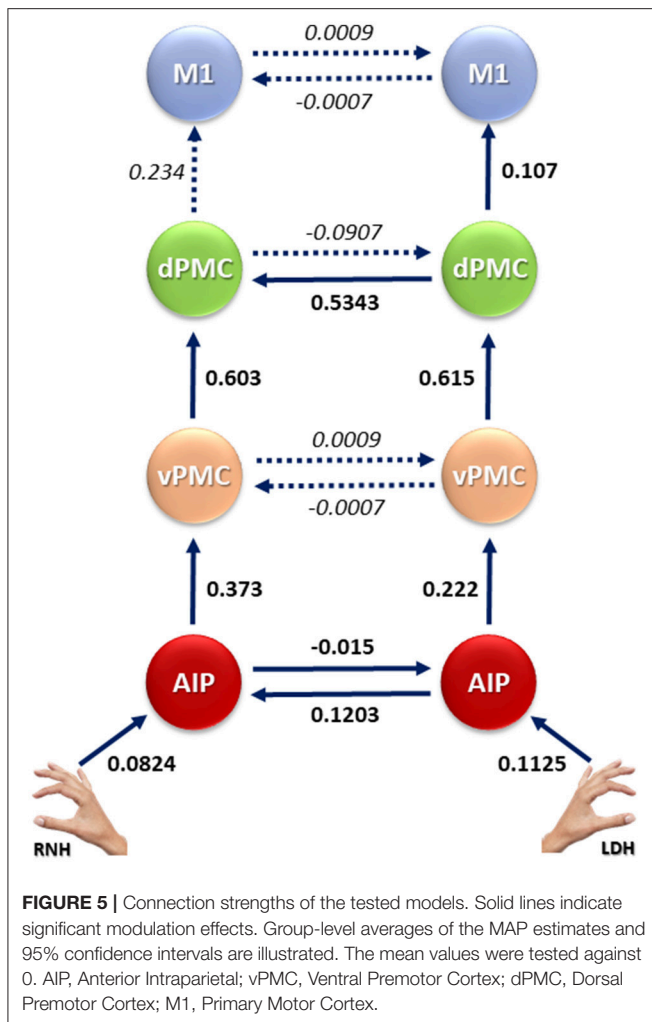 0.0009
M1 M1
-0.0007
0.234 0.107
-0.0907
dPMC dPMC
0.5343
0.603 0.615
0.0009
vPMC vPMC
-0.0007
0.373 0.222
-0.015
AIP AIP
0.1203
0.0824 0.1125
RNH LDH
FIGURE 5 | Connection strengths of the tested models. Solid lines indicate
significant modulation effects. Group-level averages of the MAP estimates and
95% confidence intervals are illustrated. The mean values were tested against
0. AIP, Anterior Intraparietal; vPMC, Ventral Premotor Cortex; dPMC, Dorsal
Premotor Cortex; M1, Primary Motor Cortex.